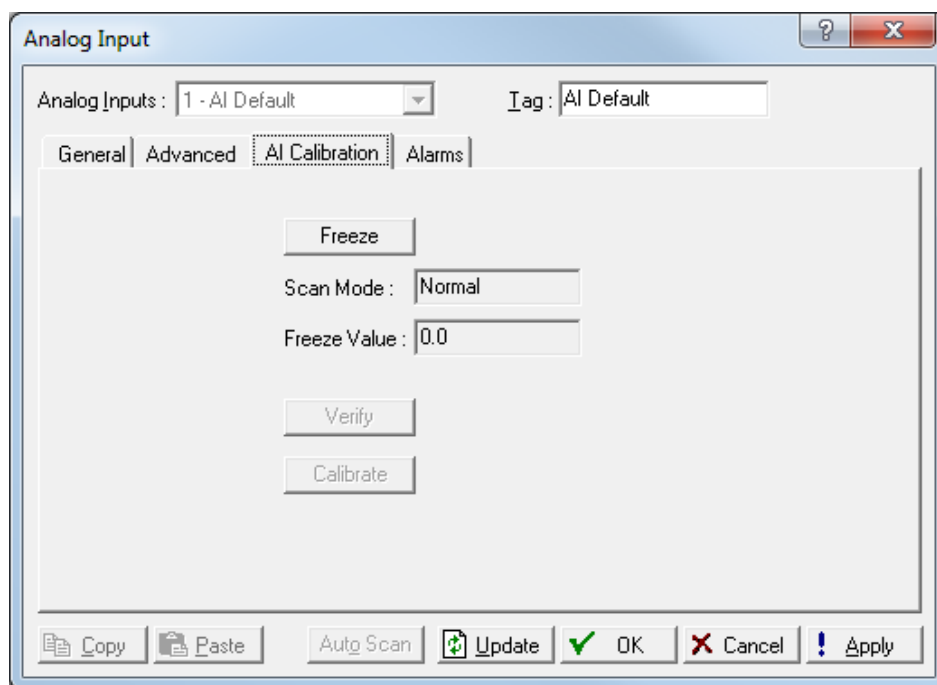 Analog Input
Analog Inputs : 1 - AI Default Tag : AI Default
General Advanced AI Calibration Alarms
Freeze
Scan Mode : Normal
Freeze Value : 0.0
Verify
Calibrate
Copy Paste Auto Scan Update OK Cancel Apply